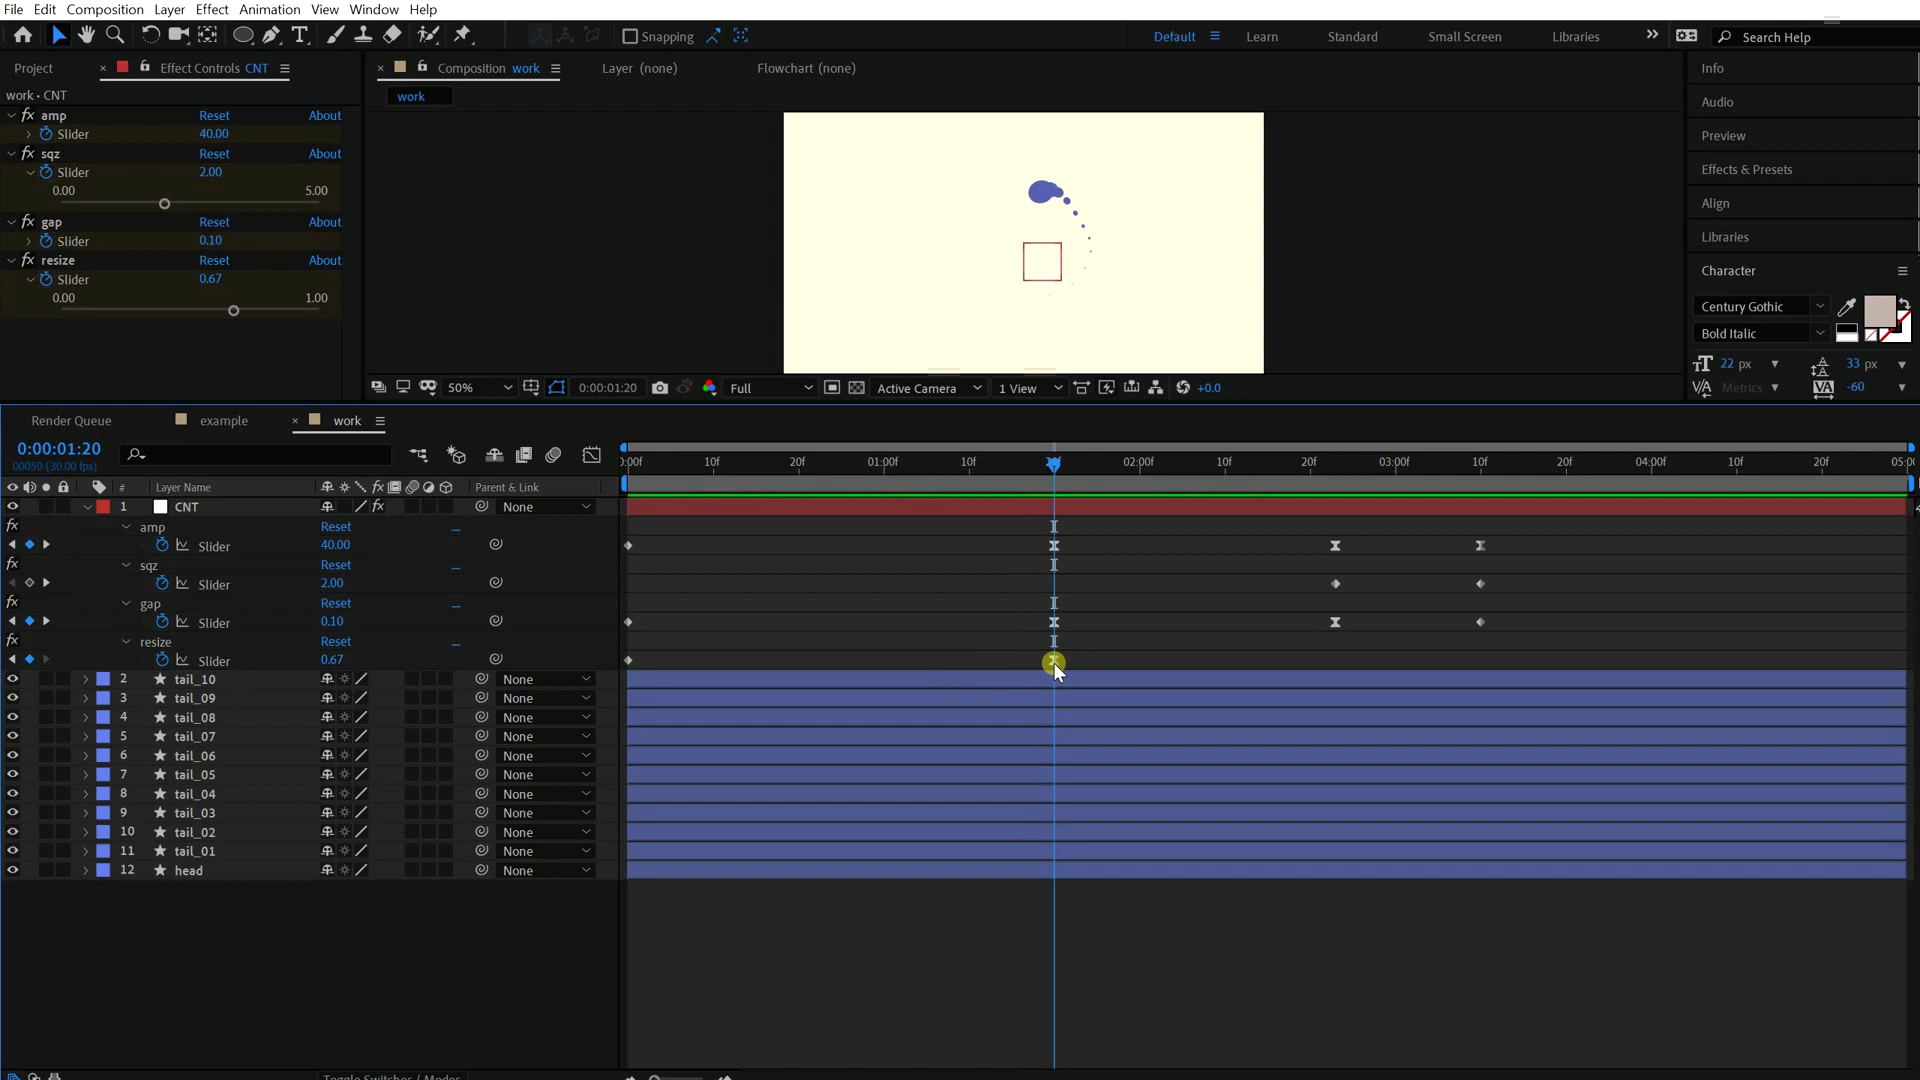 File Edit Composition Layer Effect Animation View Window Help
Snapping Default Learn Standard Small Screen Libraries Search Help
Project Effect Controls CNT Composition work Layer (none) Flowchart (none) Info
work • CNT work
Audio
fx amp Reset About
Slider 40.00
Preview
fx sqz Reset About
Slider 2.00
Effects & Presets
0.00 5.00
Align
fx gap Reset About
Slider 0.10
Libraries
fx resize Reset About
Character
Slider 0.67
0.00 1.00
Century Gothic
Bold Italic
22 px 33 px
50% 0:00:01:20 Full Active Camera 1 View +0.0 Metrics -60
Render Queue example work
0:00:01:20
00050 (30.00 fps)
0:00f 10f 20f 01:00f 10f 02:00f 10f 20f 03:00f 10f 20f 04:00f 10f 20f 05:00
# Layer Name Parent & Link
1 CNT fx None
fx amp Reset
Slider 40.00
fx sqz Reset
Slider 2.00
fx gap Reset
Slider 0.10
fx resize Reset
Slider 0.67
2 tail_10 None
3 tail_09 None
4 tail_08 None
5 tail_07 None
6 tail_06 None
7 tail_05 None
8 tail_04 None
9 tail_03 None
10 tail_02 None
11 tail_01 None
12 head None
Toggle Switches / Modes